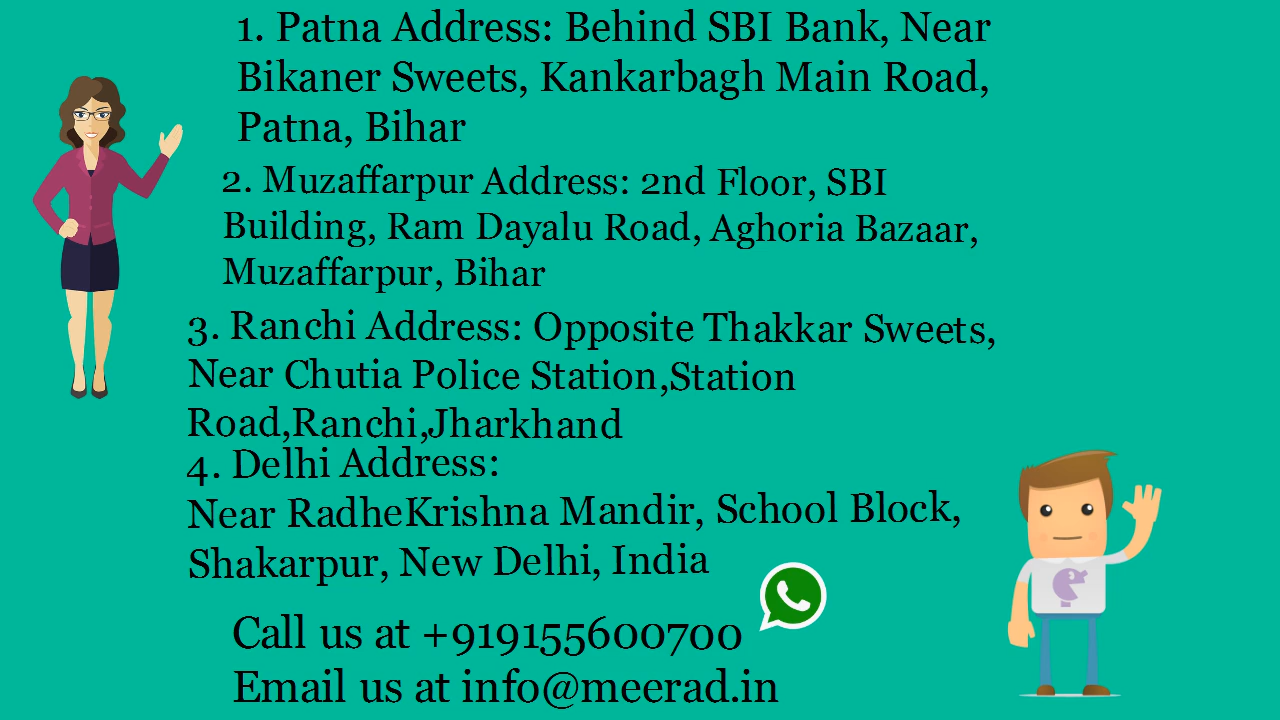 1. Patna Address: Behind SBI Bank, Near
Bikaner Sweets, Kankarbagh Main Road,
Patna, Bihar
2. Muzaffarpur Address: 2nd Floor, SBI
Building, Ram Dayalu Road, Aghoria Bazaar,
Muzaffarpur, Bihar
3. Ranchi Address: Opposite Thakkar Sweets,
Near Chutia Police Station,Station
Road,Ranchi,Jharkhand
4. Delhi Address:
Near RadheKrishna Mandir, School Block,
Shakarpur, New Delhi, India
Call us at +919155600700
Email us at info@meerad.in